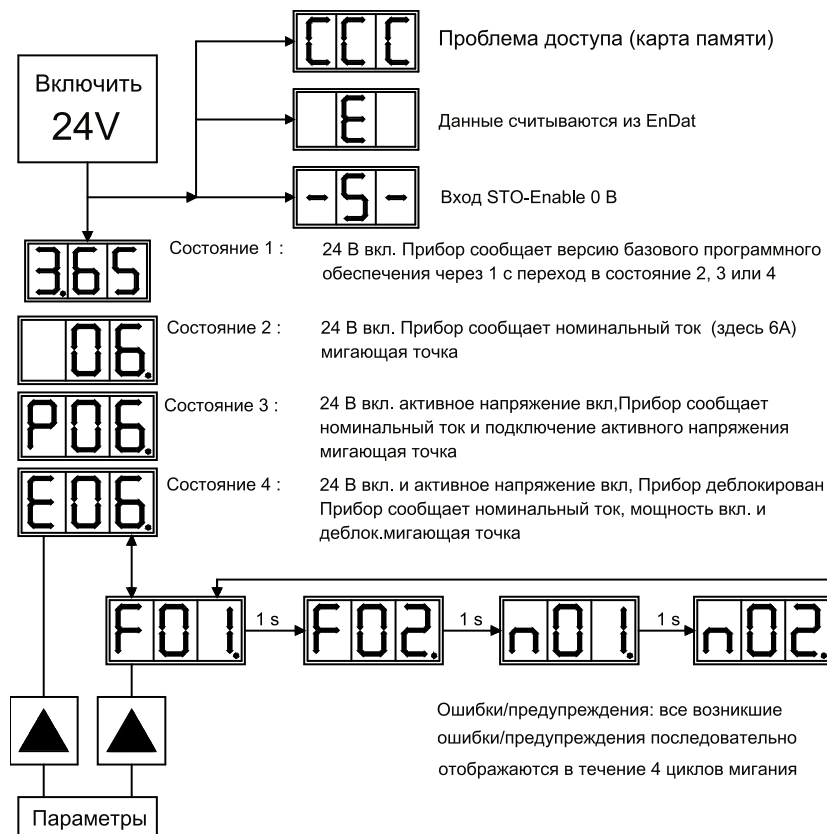 CCC
Проблема доступа (карта памяти)
Включить
24V
E
Данные считываются из EnDat
-S-
Вход STO-Enable 0 В
3.65
Состояние 1 :
24 В вкл. Прибор сообщает версию базового программного
обеспечения через 1 с переход в состояние 2, 3 или 4
06.
Состояние 2 :
24 В вкл. Прибор сообщает номинальный ток (здесь 6А)
мигающая точка
P06.
Состояние 3 :
24 В вкл. активное напряжение вкл,Прибор сообщает
номинальный ток и подключение активного напряжения
мигающая точка
E06.
Состояние 4 :
24 В вкл. и активное напряжение вкл, Прибор деблокирован
Прибор сообщает номинальный ток, мощность вкл. и
деблок.мигающая точка
F01.
1 s
F02.
1 s
n01.
1 s
n02.
Ошибки/предупреждения: все возникшие
ошибки/предупреждения последовательно
отображаются в течение 4 циклов мигания
Параметры